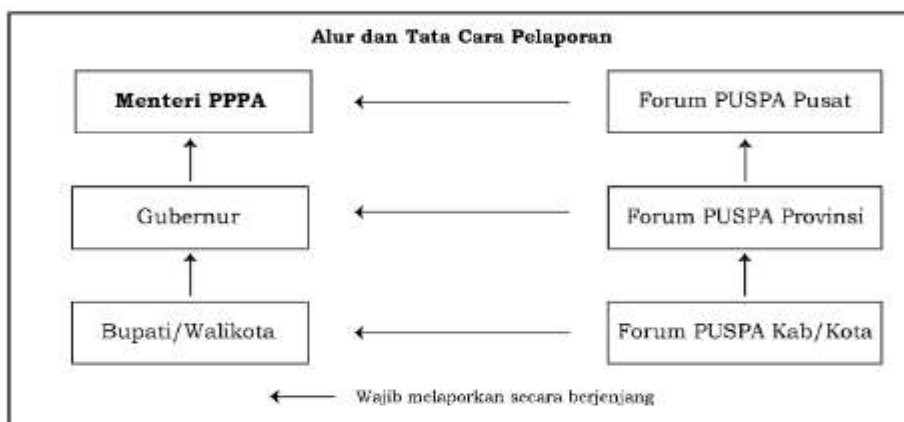 Alur dan Tata Cara Pelaporan
Menteri PPPA
Forum PUSPA Pusat
Gubernur
Forum PUSPA Provinsi
Bupati/Walikota
Forum PUSPA Kab/Kota
Wajib melaporkan secara berjenjang